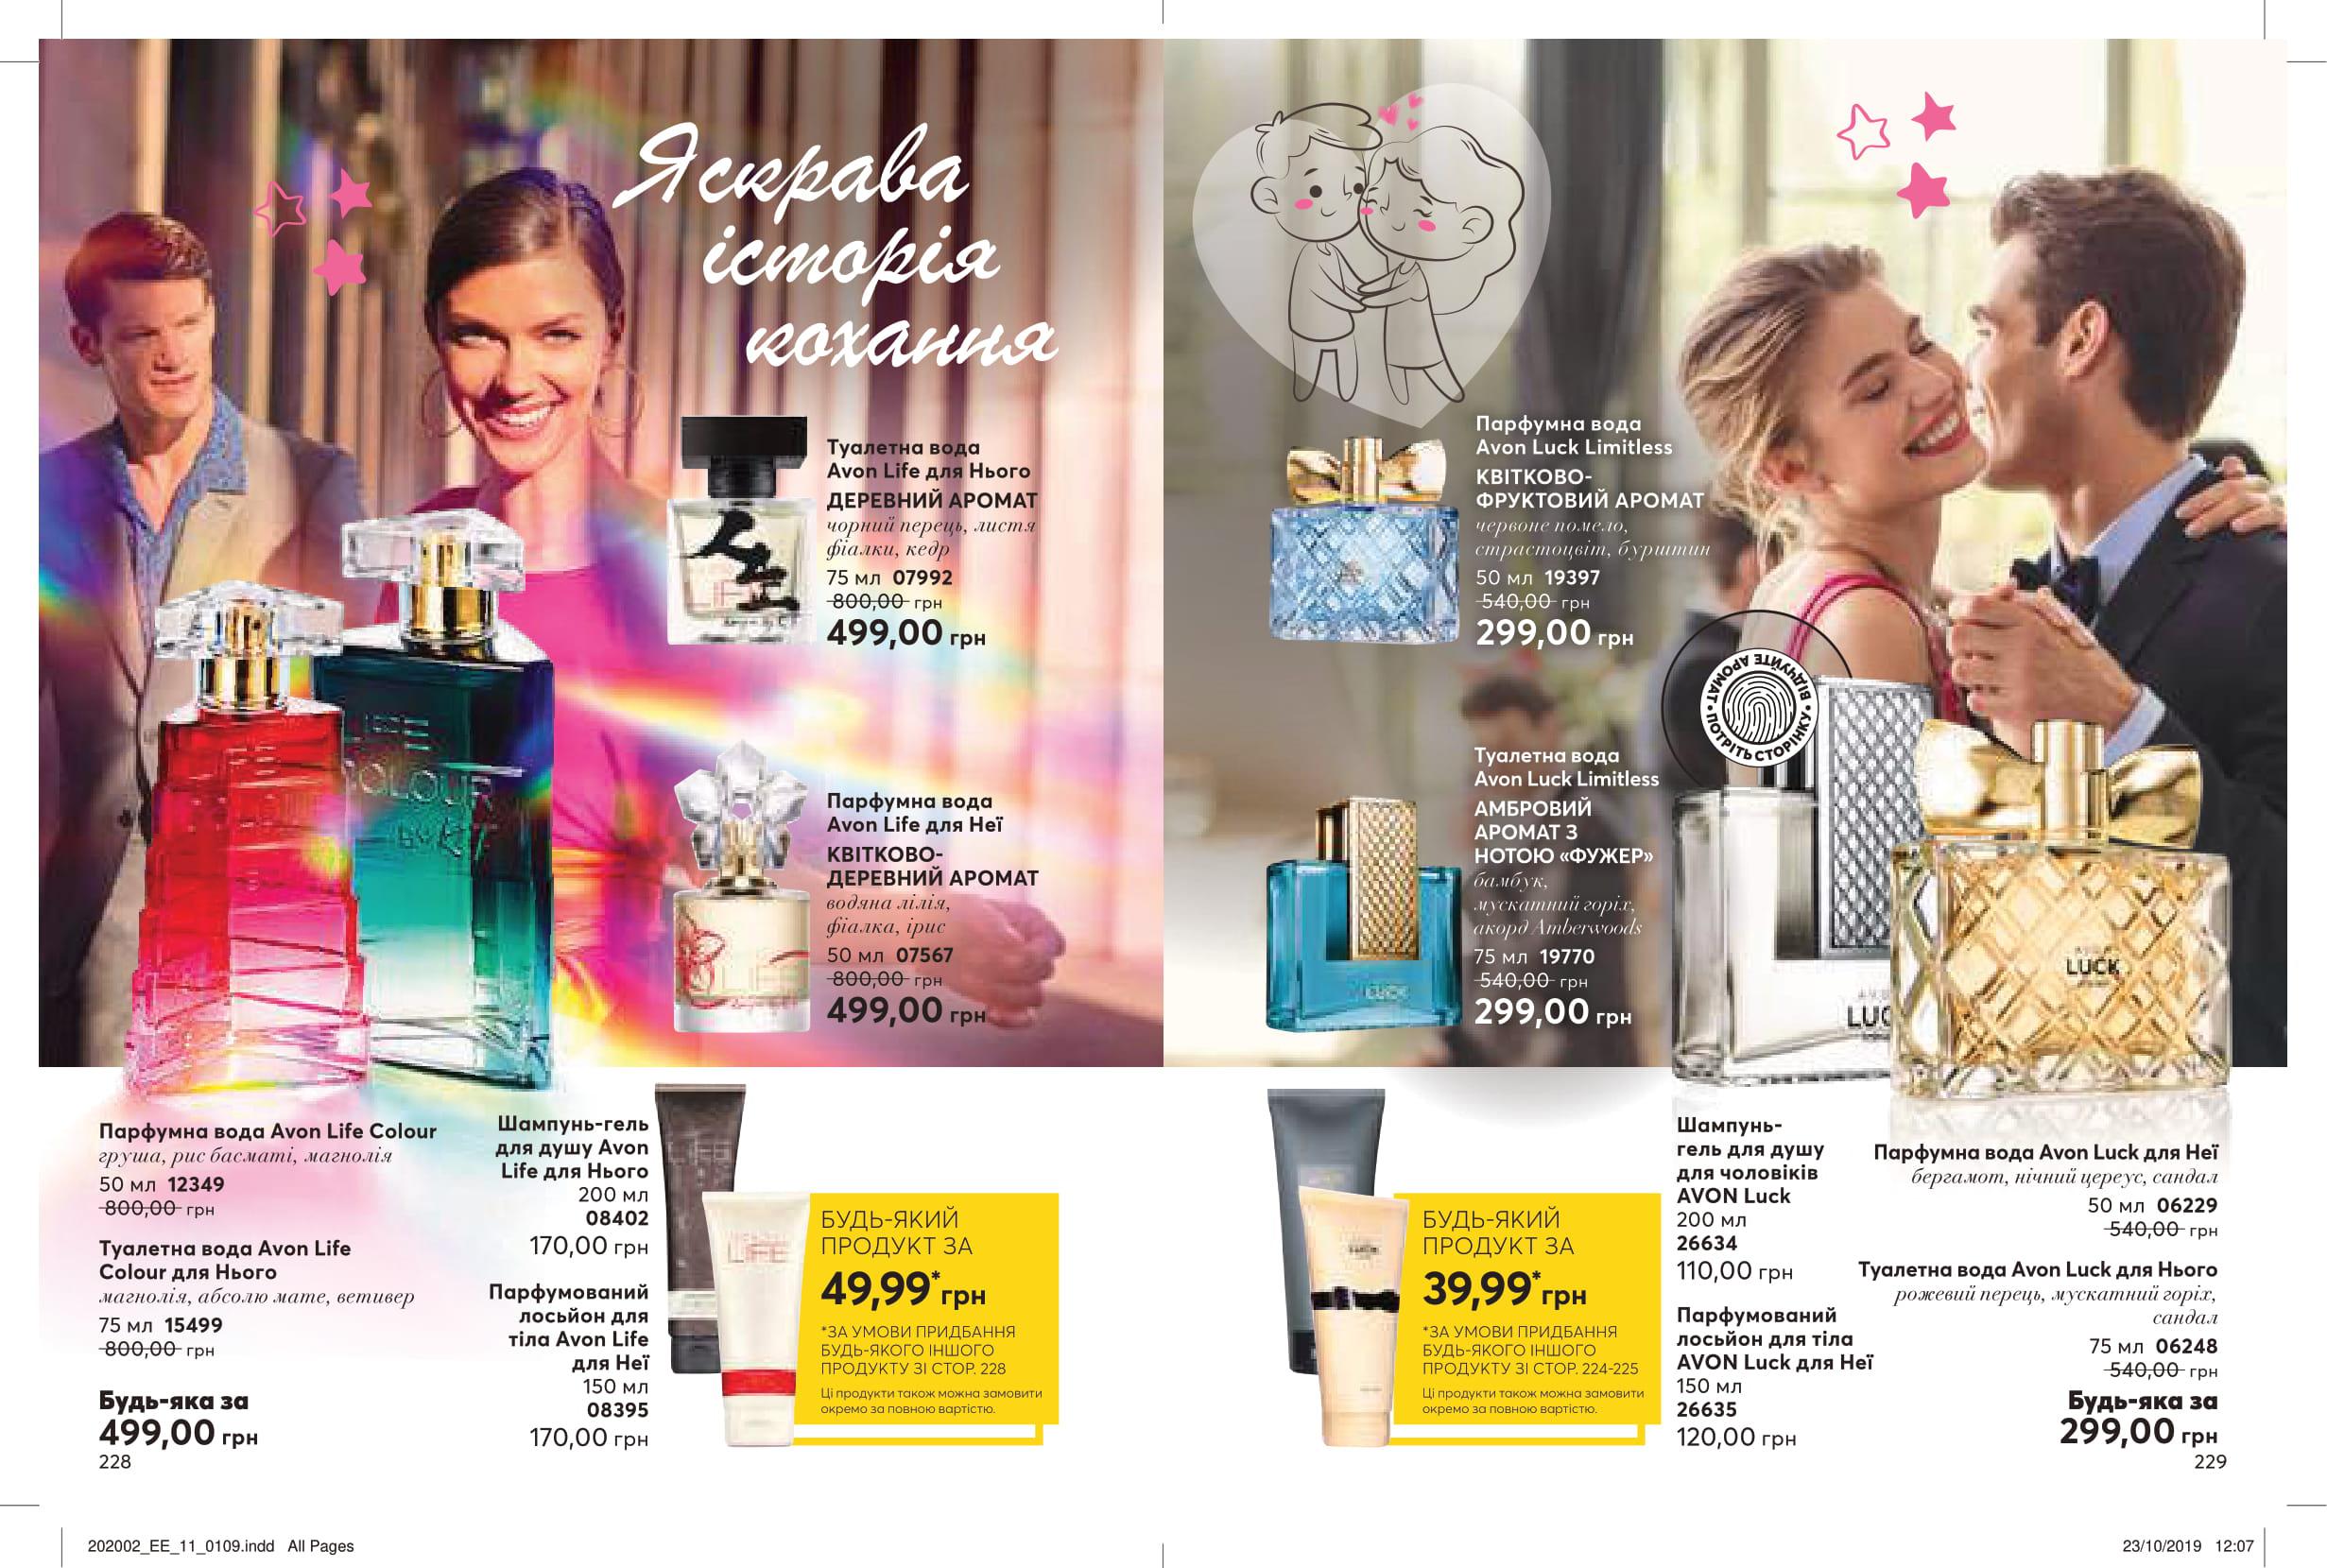 Яскрава
історія
кохання
Туалетна вода
Avon Life для Нього
ДЕРЕВНИЙ АРОМАТ
чорний перець, листя
фіалки, кедр
75 мл 07992
800,00 грн
499,00 грн
Парфумна вода
Avon Life для Неї
КВІТКОВО-
ДЕРЕВНИЙ АРОМАТ
водяна лілія,
фіалка, ірис
50 мл 07567
800,00 грн
499,00 грн
COLOUR
Парфумна вода Avon Life Colour
груша, рис басматі, магнолія
50 мл 12349
800,00 грн
Туалетна вода Avon Life
Colour для Нього
магнолія, абсолю мате, ветивер
75 мл 15499
800,00 грн
Будь-яка за
499,00 грн
228
Шампунь-гель
для душу Avon
Life для Нього
200 мл
08402
170,00 грн
Парфумований
лосьйон для
тіла Avon Life
для Неї
150 мл
08395
170,00 грн
LIFE
LIFE
БУДЬ-ЯКИЙ
ПРОДУКТ ЗА
49,99* грн
*ЗА УМОВИ ПРИДБАННЯ
БУДЬ-ЯКОГО ІНШОГО
ПРОДУКТУ ЗІ СТОР. 228
Ці продукти також можна замовити
окремо за повною вартістю.
Парфумна вода
Avon Luck Limitless
КВІТКОВО-
ФРУКТОВИЙ АРОМАТ
червоне помело,
страстоцвіт, бурштин
50 мл 19397
540,00 грн
299,00 грн
ВІДЧУЙТЕ АРОМАТ • ПОТРІТЬ СТОРІНКУ •
Туалетна вода
Avon Luck Limitless
АМБРОВИЙ
АРОМАТ З
НОТОЮ «ФУЖЕР»
бамбук,
мускатний горіх,
акорд Amberwoods
75 мл 19770
540,00 грн
299,00 грн
LUCK
LUC
LUCK
БУДЬ-ЯКИЙ
ПРОДУКТ ЗА
39,99* грн
*ЗА УМОВИ ПРИДБАННЯ
БУДЬ-ЯКОГО ІНШОГО
ПРОДУКТУ ЗІ СТОР. 224-225
Ці продукти також можна замовити
окремо за повною вартістю.
Шампунь-
гель для душу
для чоловіків
AVON Luck
200 мл
26634
110,00 грн
Парфумований
лосьйон для тіла
AVON Luck для Неї
150 мл
26635
120,00 грн
Парфумна вода Avon Luck для Неї
бергамот, нічний цереус, сандал
50 мл 06229
540,00 грн
Туалетна вода Avon Luck для Нього
рожевий перець, мускатний горіх,
сандал
75 мл 06248
540,00 грн
Будь-яка за
299,00 грн
229
202002_EE_11_0109.indd All Pages
23/10/2019 12:07